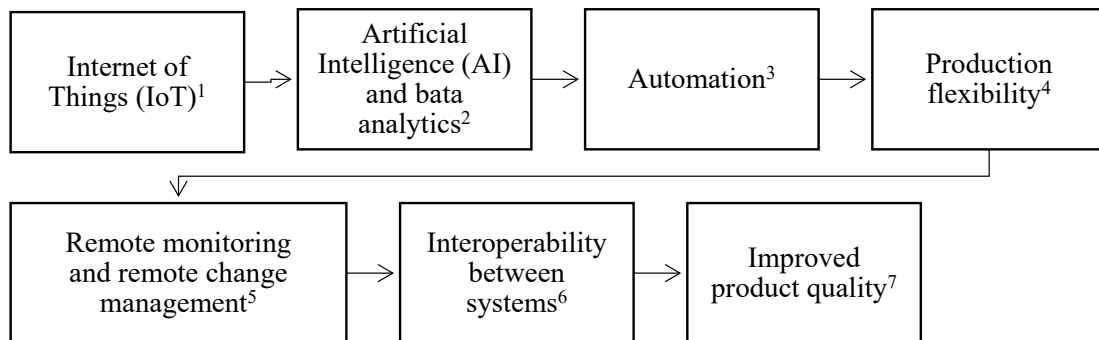 Internet of
Things (IoT)¹
Artificial
Intelligence (AI)
and bata
analytics²
Automation³
Production
flexibility⁴
Remote monitoring
and remote change
management⁵
Interoperability
between
systems⁶
Improved
product quality⁷